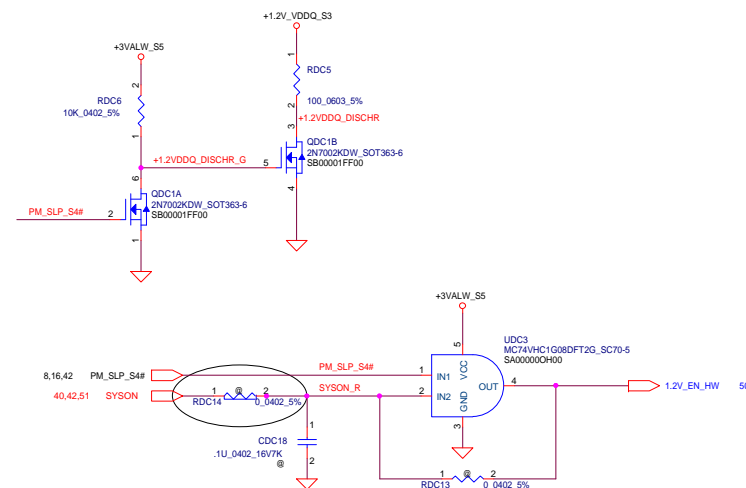 +1.2V_VDDQ_S3
+3VALW_S5
1
RDC5
2
RDC6
10K_0402_5%
100_0603_5%
2
+1.2VDDQ_DISCHR
1
3
QDC1B
2N7002KDW_SOT363-6
SB00001FF00
+1.2VDDQ_DISCHR_G
5
6
4
QDC1A
2N7002KDW_SOT363-6
SB00001FF00
PM_SLP_S4#
2
1
+3VALW_S5
UDC3
MC74VHC1G08DFT2G_SC70-5
SA00000OH00
5
8,16,42 PM_SLP_S4#
PM_SLP_S4#
1
IN1
VCC
OUT
4
1.2V_EN_HW 50
40,42,51 SYSON
1
@
2
SYSON_R
2
IN2
GND
RDC14
0_0402_5%
3
1
CDC18
.1U_0402_16V7K
@
2
1
@
2
RDC13
0_0402_5%